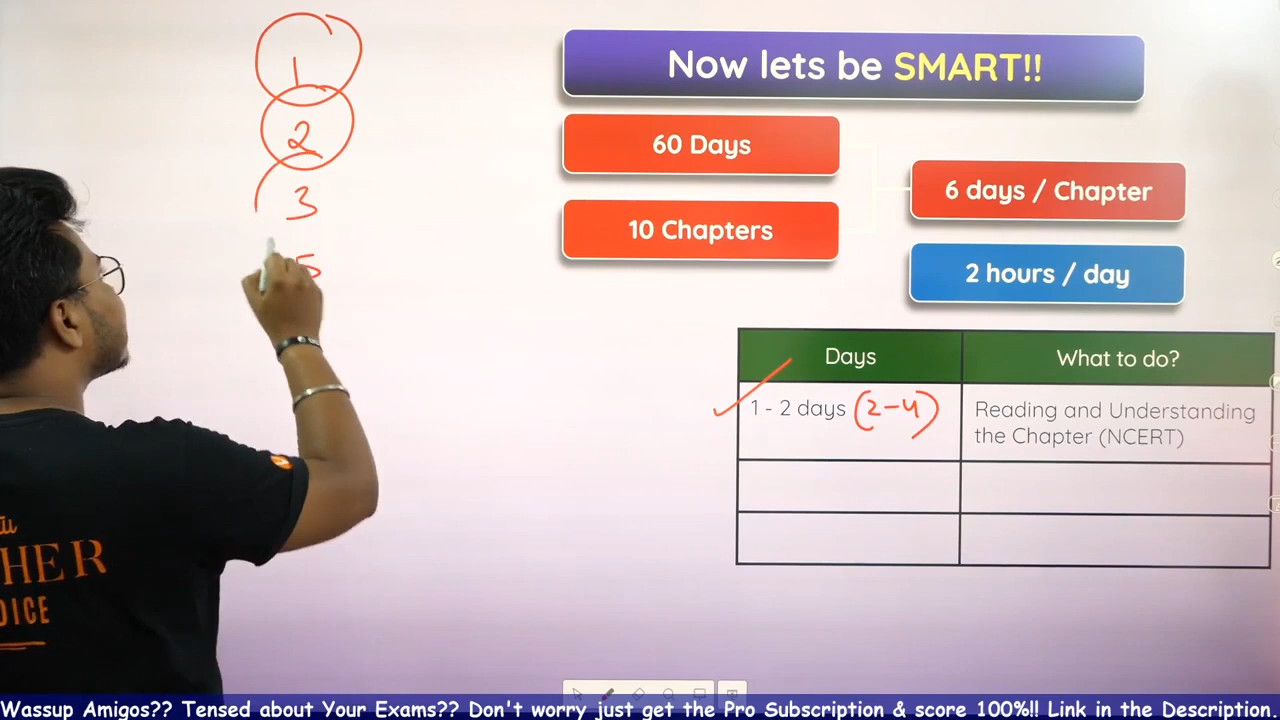 1
2
3
5
Now lets be SMART!!
60 Days
10 Chapters
6 days / Chapter
2 hours / day
Days
What to do?
1 - 2 days (2-4)
Reading and Understanding
the Chapter (NCERT)
HER
OICE
Wassup Amigos?? Tensed about Your Exams?? Don't worry just get the Pro Subscription & score 100%!! Link in the Description.